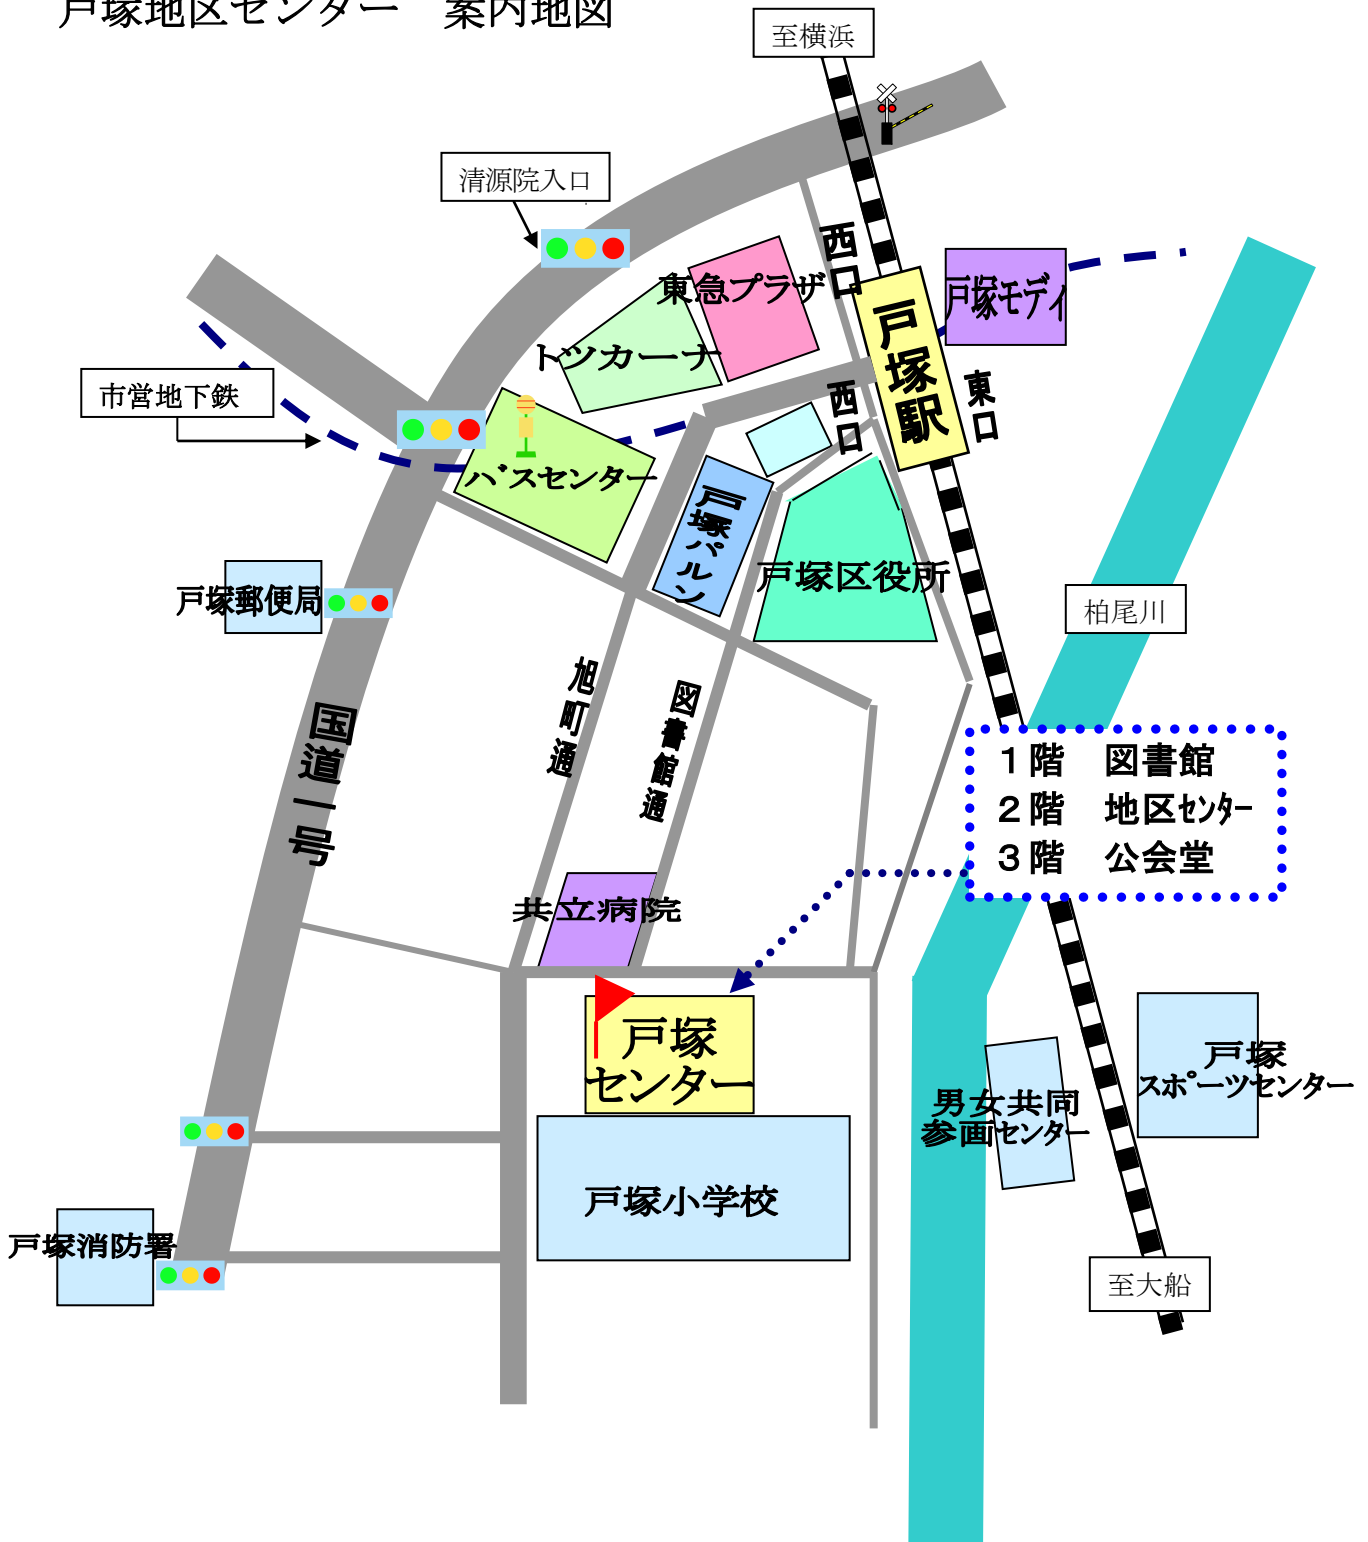 戸塚地区センター　案内地図
至横浜
清源院入口
西口
東急プラザ
戸塚モディ
戸塚駅
トツカーナ
市営地下鉄
西口
東口
バスセンター
戸塚パルン
戸塚区役所
戸塚郵便局
柏尾川
旭町通
図書館通
国道一号
１階　図書館
２階　地区センター
３階　公会堂
共立病院
戸塚
センター
戸塚
スポーツセンター
男女共同
参画センター
戸塚小学校
戸塚消防署
至大船